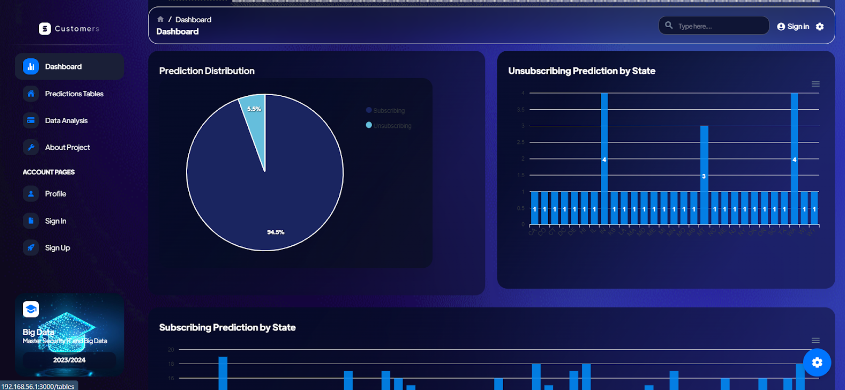 Customers
/ Dashboard
Dashboard
Type here...
Sign in
Dashboard
Predictions Tables
Data Analysis
About Project
ACCOUNT PAGES
Profile
Sign In
Sign Up
Big Data
Master Security IT and Big Data
2023/2024
192.168.56.1:3000/tables
Prediction Distribution
5.5%
94.5%
Subscribing
Unsubscribing
Unsubscribing Prediction by State
4
3.5
3
2.5
2
1.5
1
0.5
0
1 1 1 1 1 1 1 4 1 1 1 1 1 1 1 1 1 3 1 1 1 1 1 1 1 1 4 1 1
Subscribing Prediction by State
20
18
16